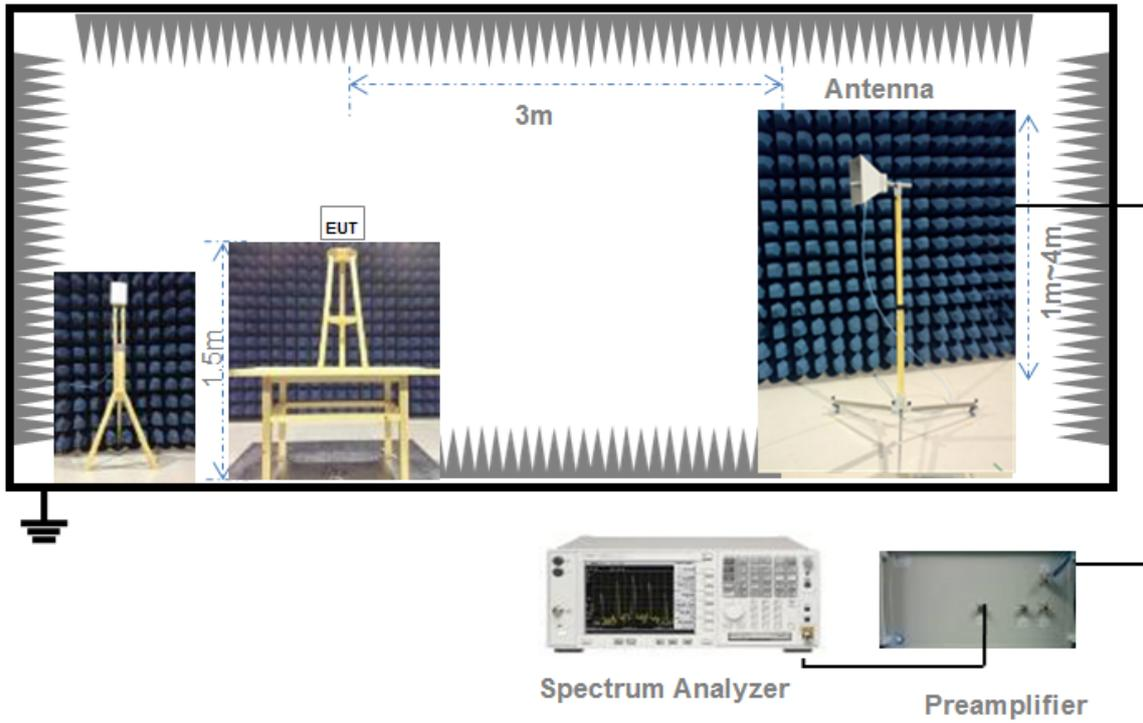 Antenna
3m
EUT
1.5m
1m~4m
Spectrum Analyzer
Preamplifier